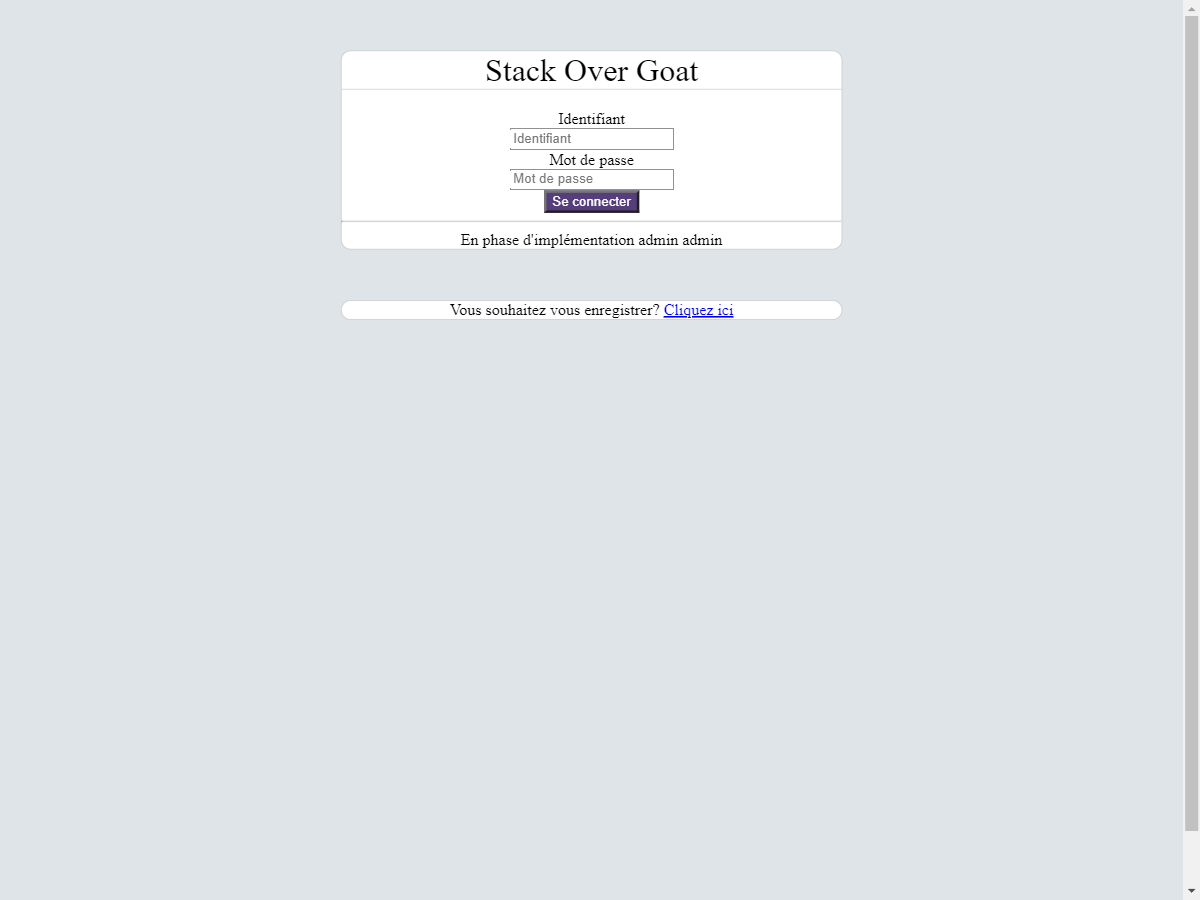 Stack Over Goat
Identifiant
Identifiant
Mot de passe
Mot de passe
Se connecter
En phase d'implémentation admin admin
Vous souhaitez vous enregistrer? Cliquez ici